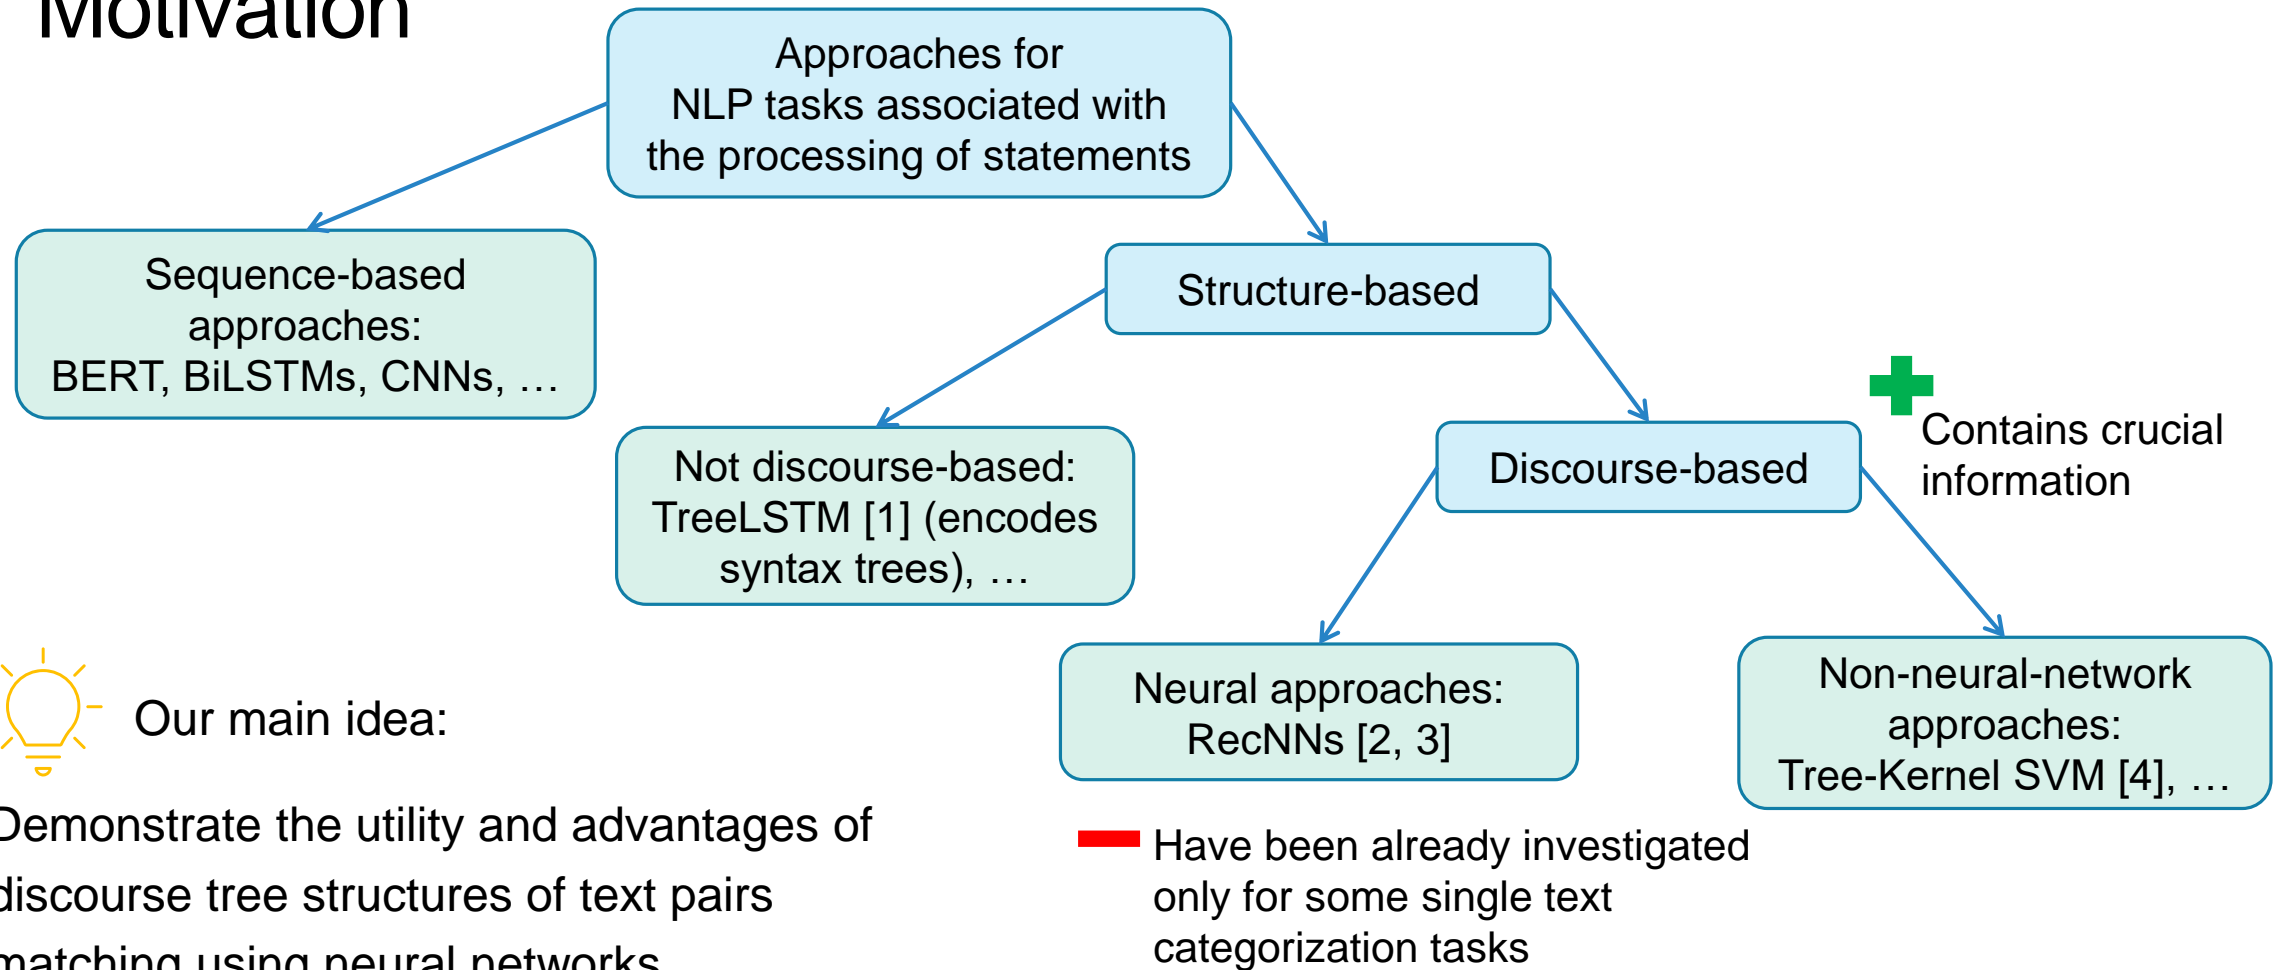 Motivation
Approaches for
NLP tasks associated with
the processing of statements
Sequence-based
approaches:
BERT, BiLSTMs, CNNs, …
Structure-based
Not discourse-based:
TreeLSTM [1] (encodes
syntax trees), …
Discourse-based
Contains crucial
information
Neural approaches:
RecNNs [2, 3]
Non-neural-network
approaches:
Tree-Kernel SVM [4], …
Have been already investigated
only for some single text
categorization tasks
Our main idea:
Demonstrate the utility and advantages of
discourse tree structures of text pairs
matching using neural networks